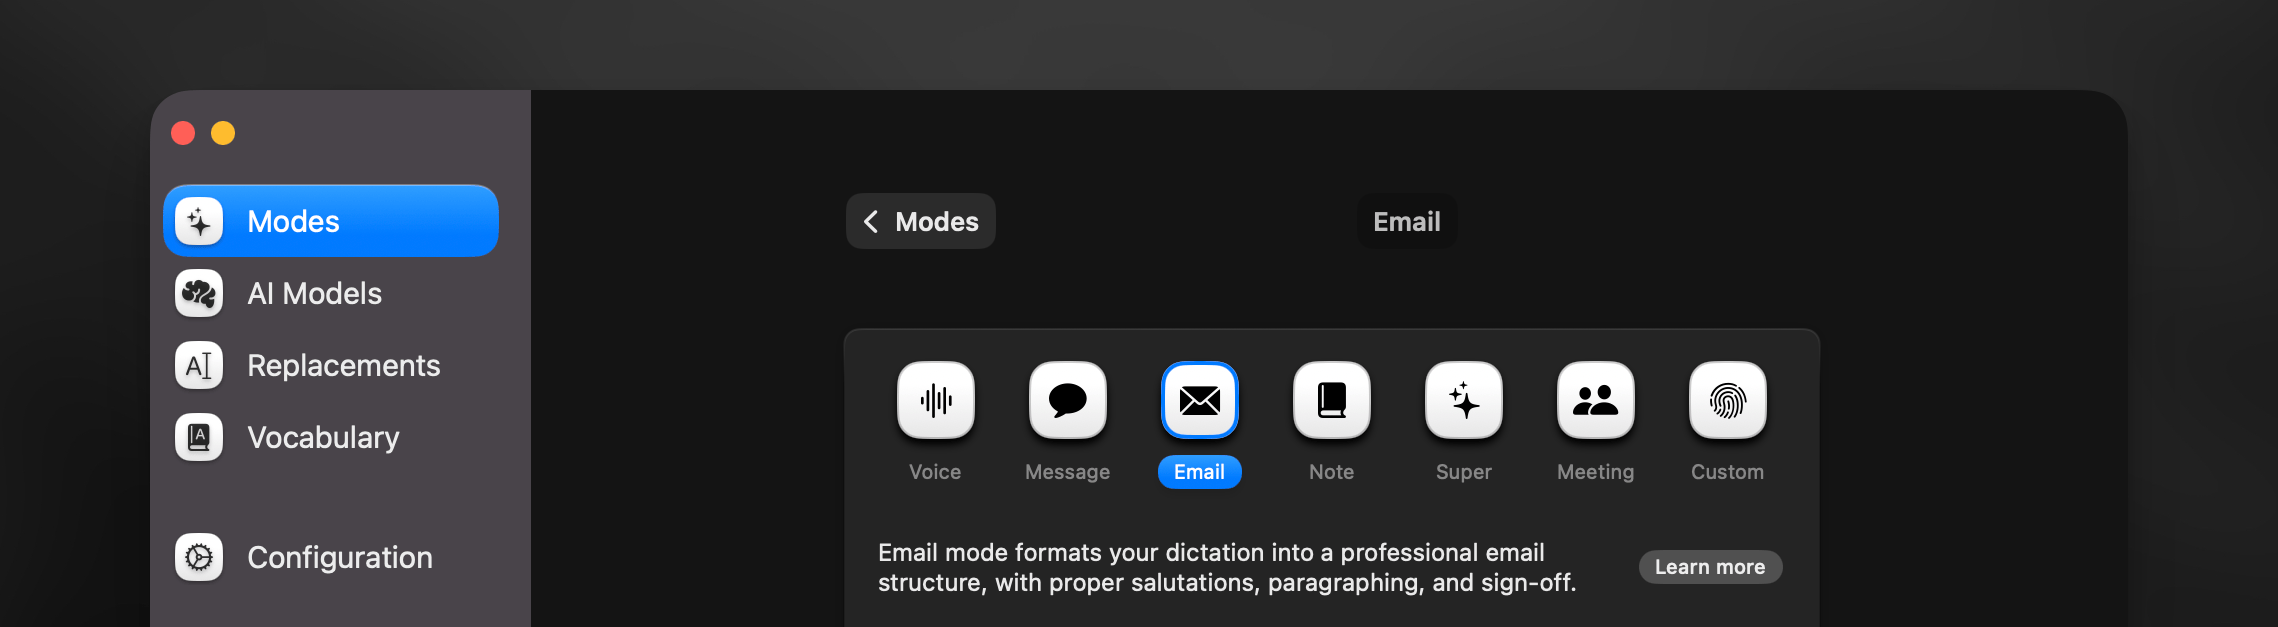 Modes
AI Models
Replacements
Vocabulary
Configuration
Modes
Email
Voice
Message
Email
Note
Super
Meeting
Custom
Email mode formats your dictation into a professional email
structure, with proper salutations, paragraphing, and sign-off.
Learn more